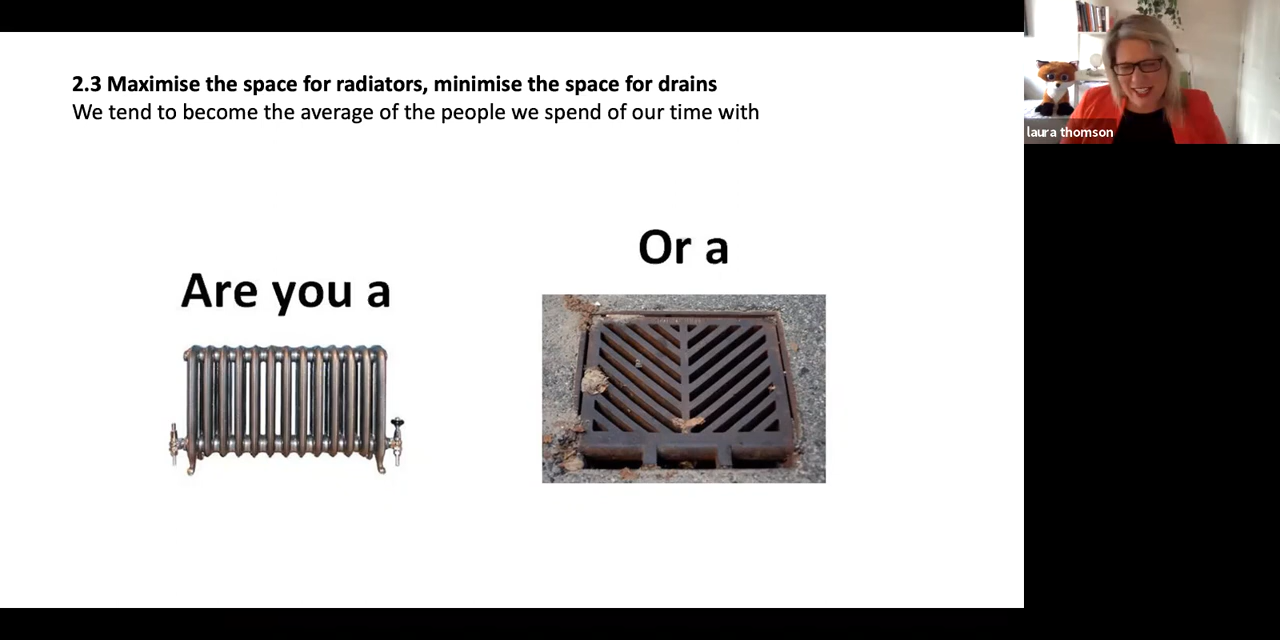 2.3 Maximise the space for radiators, minimise the space for drains
We tend to become the average of the people we spend of our time with
Are you a
Or a
laura thomson